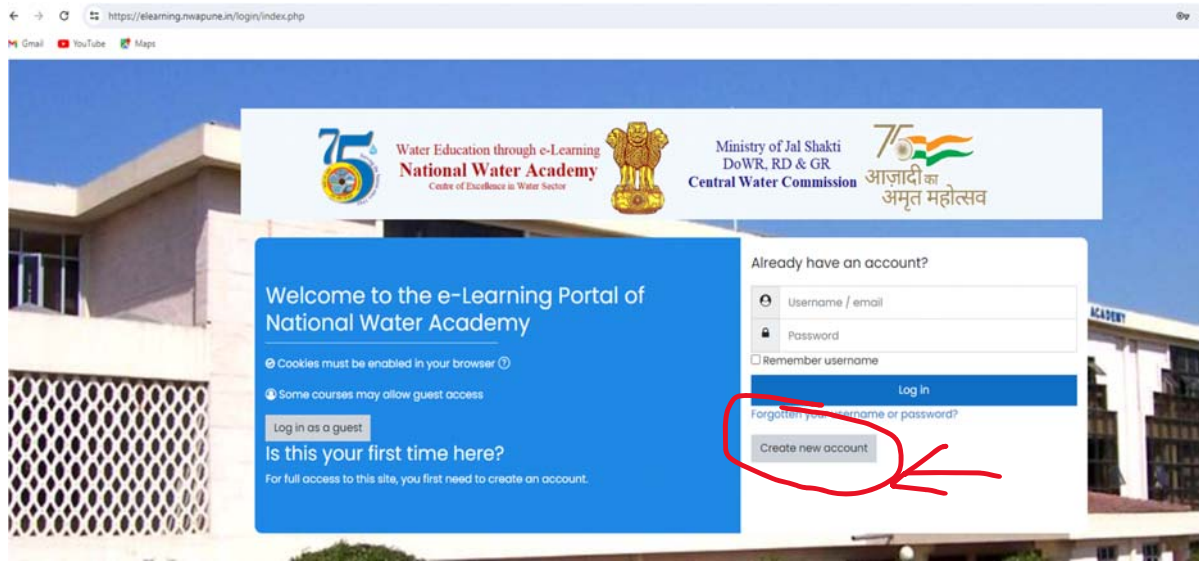 https://elearning.nwapune.in/login/index.php
Gmail YouTube Maps
75
Water Education through e-Learning
National Water Academy
Centre of Excellence in Water Sector
Ministry of Jal Shakti
DoWR, RD & GR
Central Water Commission
75
आज़ादी का
अमृत महोत्सव
Welcome to the e-Learning Portal of
National Water Academy
Cookies must be enabled in your browser
Some courses may allow guest access
Log in as a guest
Is this your first time here?
For full access to this site, you first need to create an account.
Already have an account?
Username / email
Password
Remember username
Log in
Forgotten your username or password?
Create new account
ACADEMY